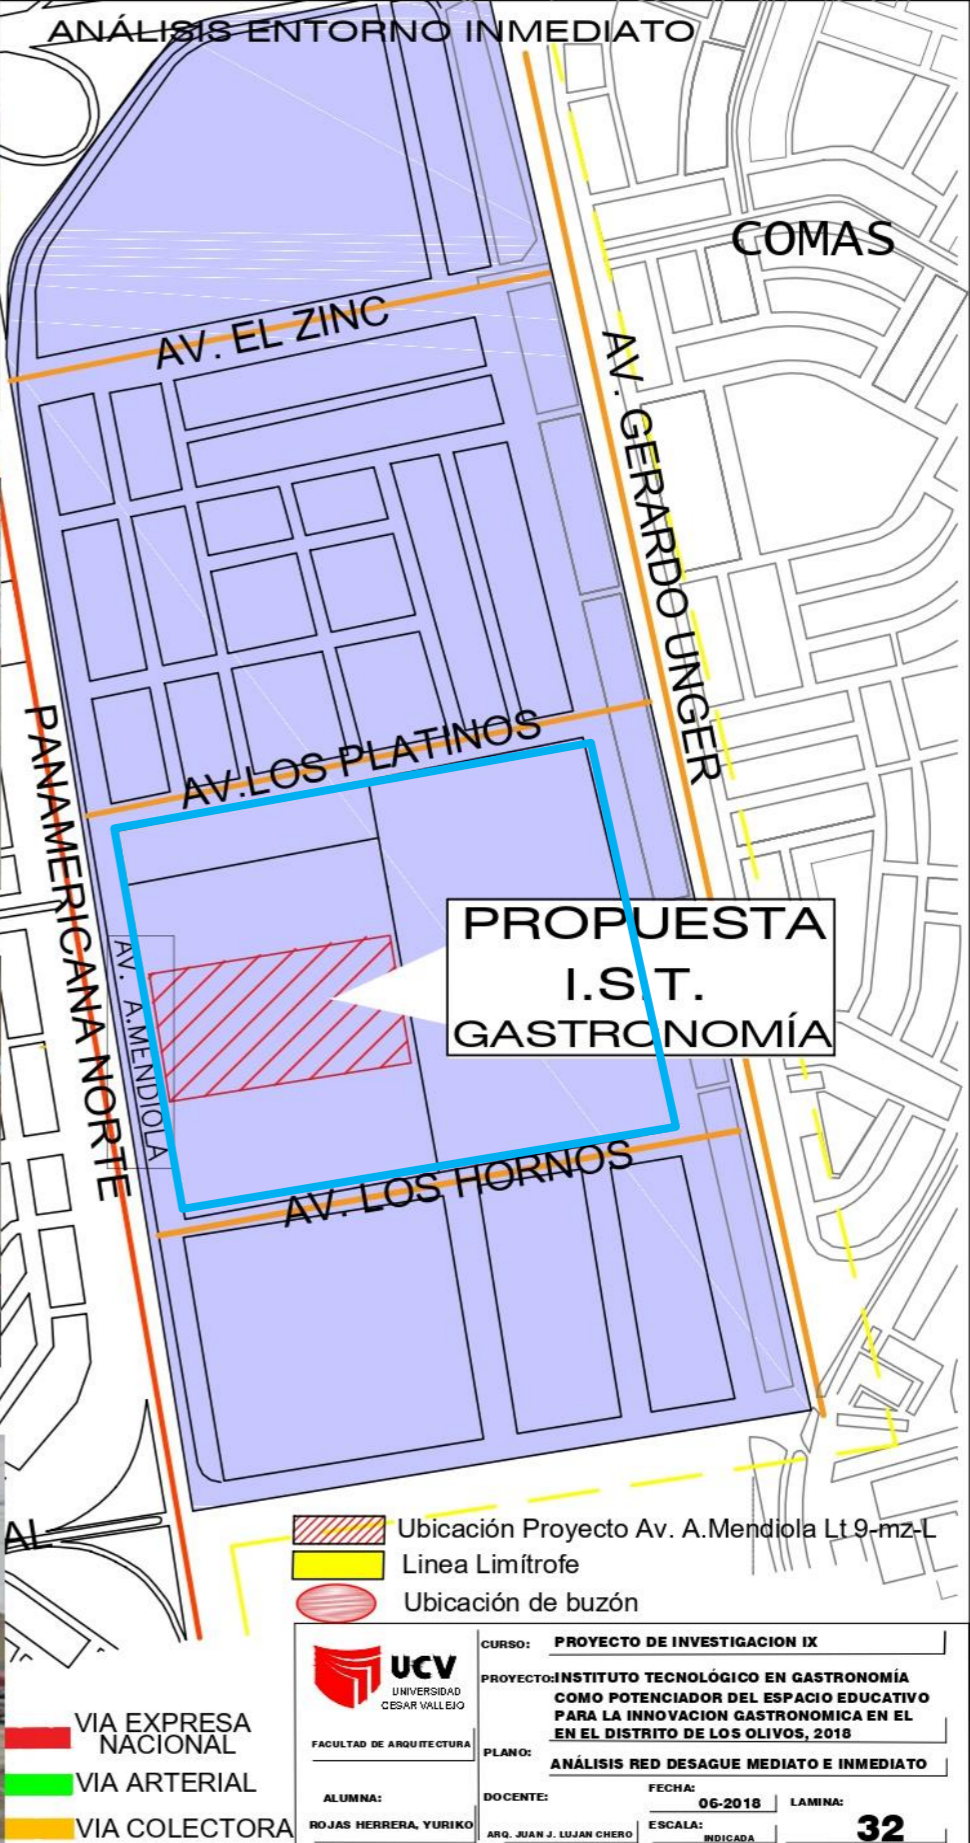 ANÁLISIS ENTORNO INMEDIATO
COMAS
AV. EL ZINC
AV. GERARDO UNGER
AV.LOS PLATINOS
PANAMERICANA NORTE
AV. A.MENDIOLA
PROPUESTA
I.S.T.
GASTRONOMÍA
AV. LOS HORNOS
AL
Ubicación Proyecto Av. A.Mendiola Lt 9-mz-L
Linea Limítrofe
Ubicación de buzón
VIA EXPRESA
NACIONAL
VIA ARTERIAL
VIA COLECTORA
UCV
UNIVERSIDAD
CESAR VALLEJO
FACULTAD DE ARQUITECTURA
ALUMNA:
ROJAS HERRERA, YURIKO
CURSO: PROYECTO DE INVESTIGACION IX
PROYECTO: INSTITUTO TECNOLÓGICO EN GASTRONOMÍA
COMO POTENCIADOR DEL ESPACIO EDUCATIVO
PARA LA INNOVACION GASTRONOMICA EN EL
EN EL DISTRITO DE LOS OLIVOS, 2018
PLANO:
ANÁLISIS RED DESAGUE MEDIATO E INMEDIATO
DOCENTE:
ARQ. JUAN J. LUJAN CHERO
FECHA:
06-2018
ESCALA:
INDICADA
LAMINA:
32